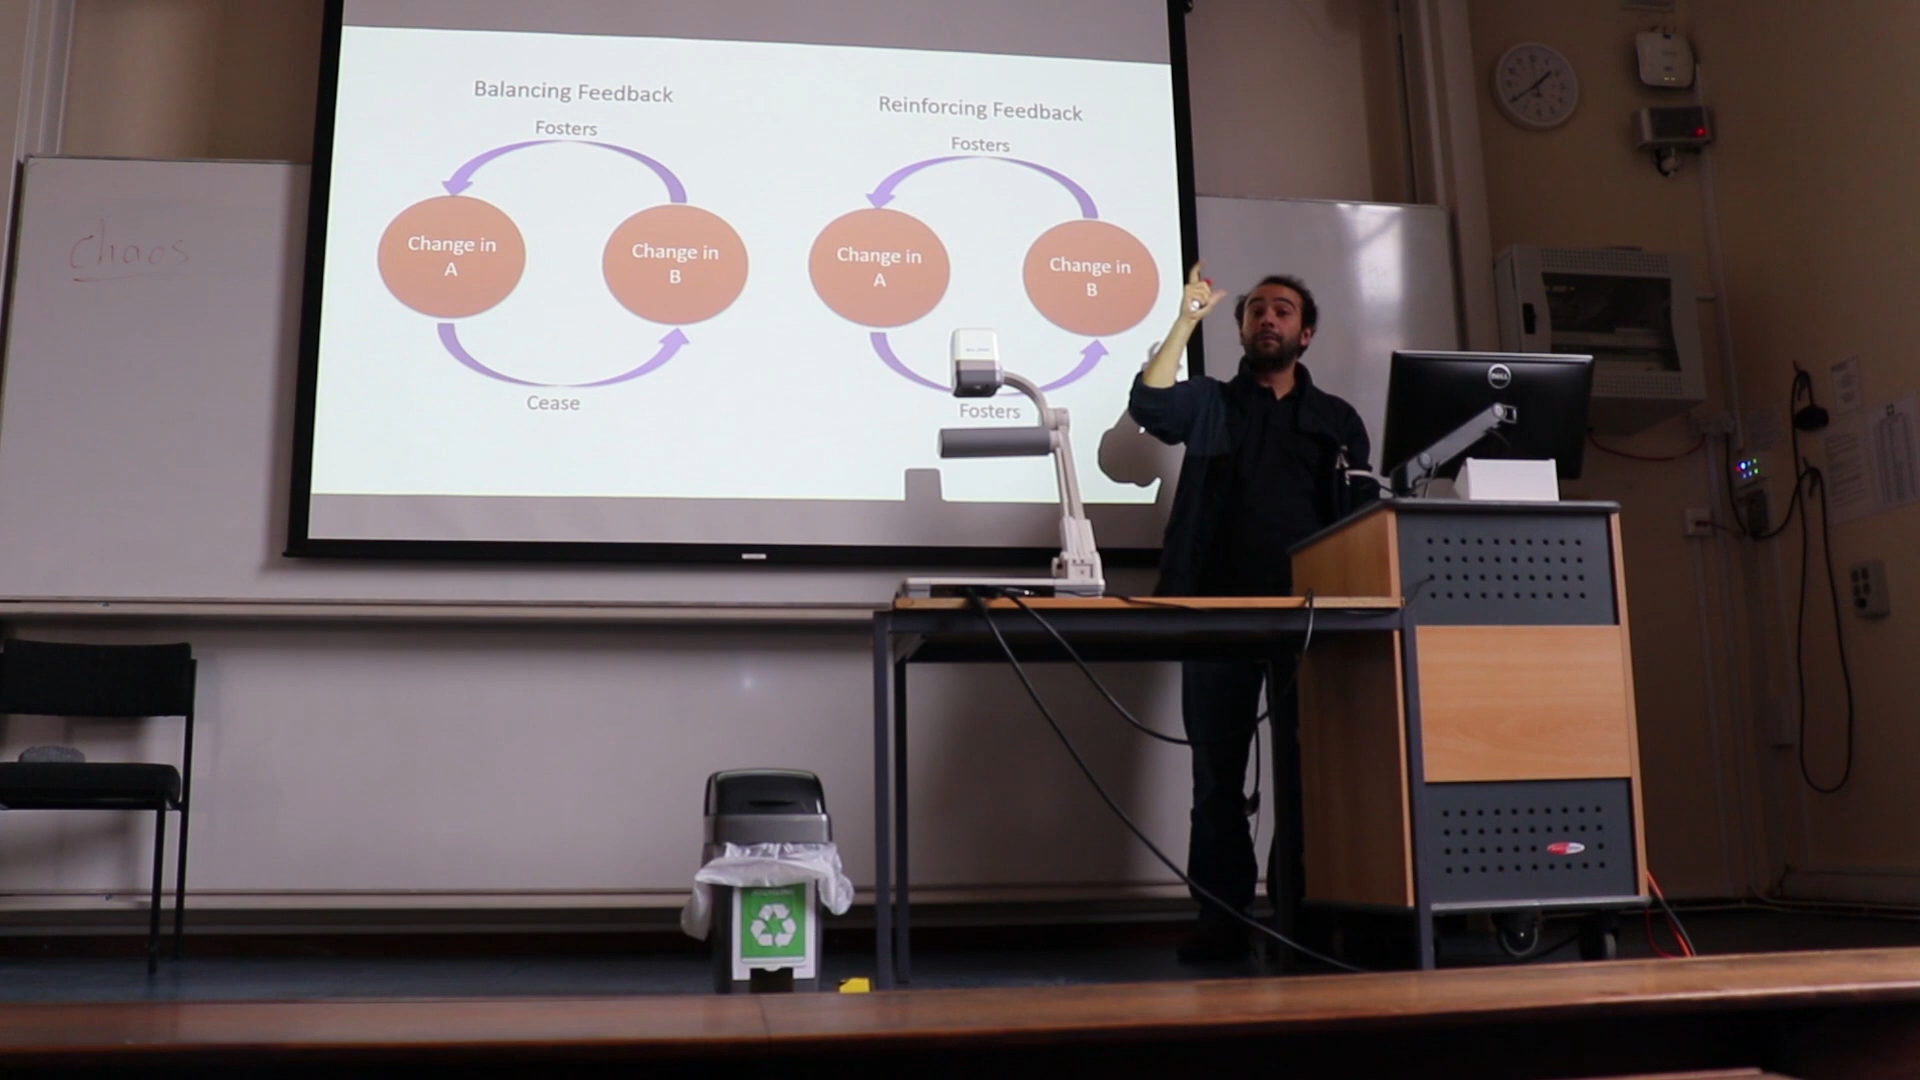 Balancing Feedback
Fosters
Change in
A
Change in
B
Cease
Reinforcing Feedback
Fosters
Change in
A
Change in
B
Fosters
chaos
DELL